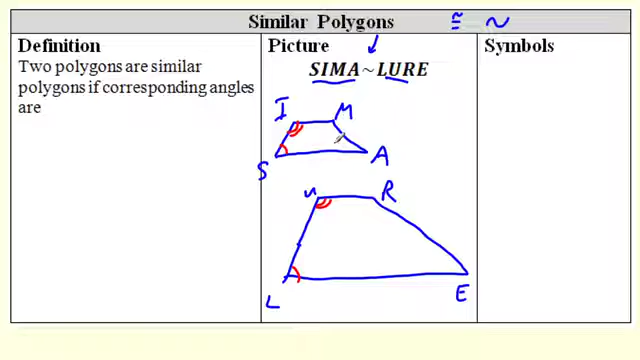 Similar Polygons ≅ ~
Definition
Picture
Symbols
Two polygons are similar
polygons if corresponding angles
are
SIMA~LURE
I
M
S
A
U
R
L
E